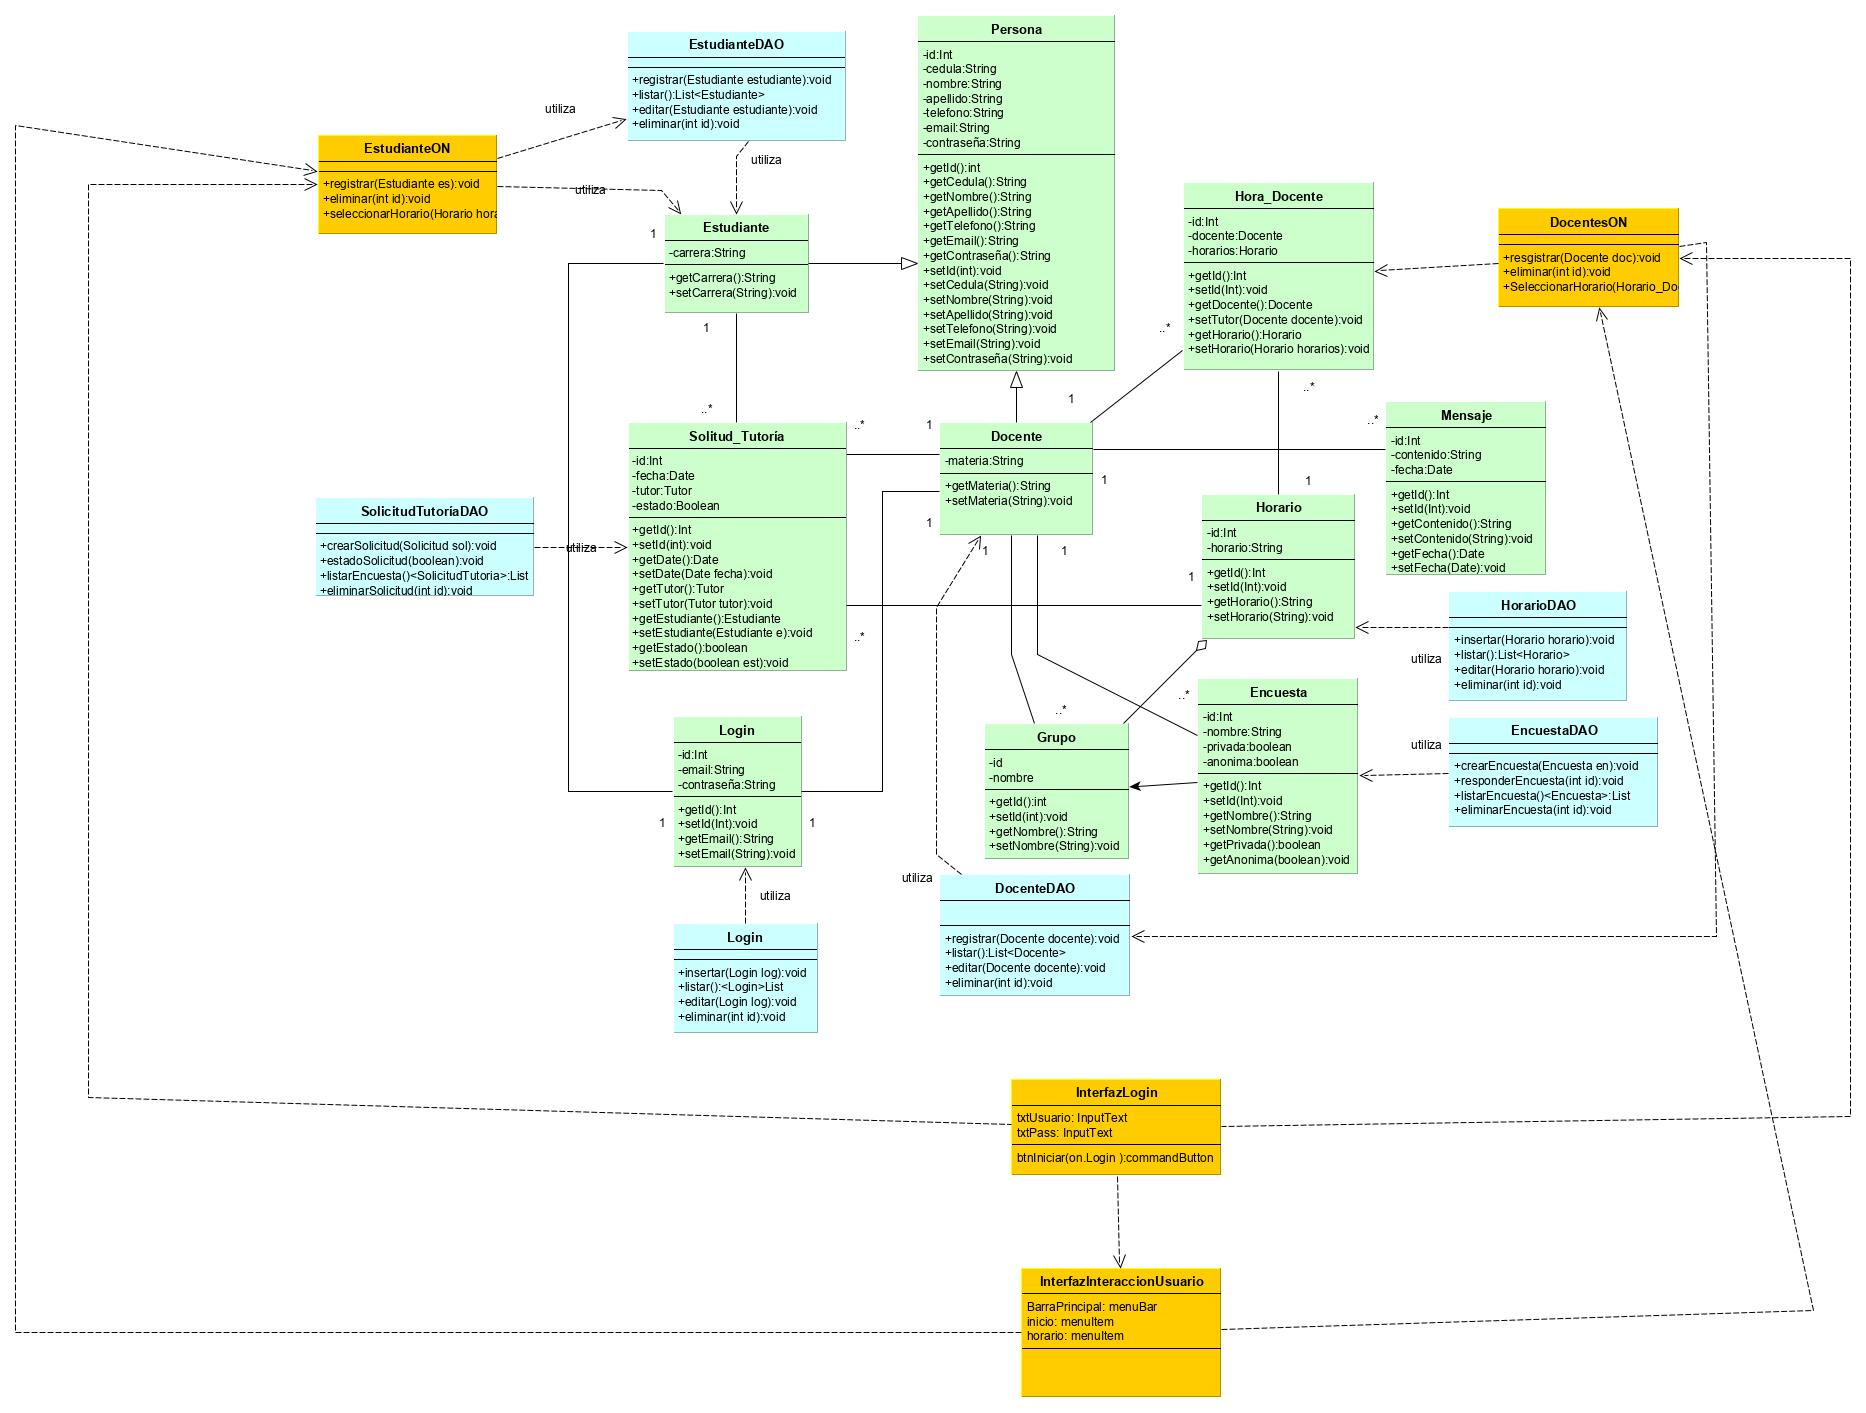 Persona
-id:Int
-cedula:String
-nombre:String
-apellido:String
-telefono:String
-email:String
-contraseña:String
+getId():int
+getCedula():String
+getNombre():String
+getApellido():String
+getTelefono():String
+getEmail():String
+getContraseña():String
+setId(int):void
+setCedula(String):void
+setNombre(String):void
+setApellido(String):void
+setTelefono(String):void
+setEmail(String):void
+setContraseña(String):void
EstudianteDAO
+registrar(Estudiante estudiante):void
+listar():List<Estudiante>
+editar(Estudiante estudiante):void
+eliminar(int id):void
utiliza
utiliza
utiliza
EstudianteON
+registrar(Estudiante es):void
+eliminar(int id):void
+seleccionarHorario(Horario hora
Estudiante
-carrera:String
+getCarrera():String
+setCarrera(String):void
1
1
..*
Hora_Docente
-id:Int
-docente:Docente
-horarios:Horario
+getId():Int
+setId(Int):void
+getDocente():Docente
+setTutor(Docente docente):void
+getHorario():Horario
+setHorario(Horario horarios):void
..*
1
..*
1
DocentesON
+resgistrar(Docente doc):void
+eliminar(int id):void
+SeleccionarHorario(Horario_Do
Solitud_Tutoria
-id:Int
-fecha:Date
-tutor:Tutor
-estado:Boolean
+getId():Int
+setId(int):void
+getDate():Date
+setDate(Date fecha):void
+getTutor():Tutor
+setTutor(Tutor tutor):void
+getEstudiante():Estudiante
+setEstudiante(Estudiante e):void
+getEstado():boolean
+setEstado(boolean est):void
..*
1
..*
1
Docente
-materia:String
+getMateria():String
+setMateria(String):void
1
1
1
1
Mensaje
-id:Int
-contenido:String
-fecha:Date
+getId():Int
+setId(Int):void
+getContenido():String
+setContenido(String):void
+getFecha():Date
+setFecha(Date):void
..*
SolicitudTutoriaDAO
+crearSolicitud(Solicitud sol):void
+estadoSolicitud(boolean):void
+listarEncuesta()<SolicitudTutoria>:List
+eliminarSolicitud(int id):void
utiliza
Horario
-id:Int
-horario:String
+getId():Int
+setId(Int):void
+getHorario():String
+setHorario(String):void
HorarioDAO
+insertar(Horario horario):void
+listar():List<Horario>
+editar(Horario horario):void
+eliminar(int id):void
utiliza
Encuesta
-id:Int
-nombre:String
-privada:boolean
-anonima:boolean
+getId():Int
+setId(Int):void
+getNombre():String
+setNombre(String):void
+getPrivada():boolean
+getAnonima(boolean):void
..*
EncuestaDAO
+crearEncuesta(Encuesta en):void
+responderEncuesta(int id):void
+listarEncuesta()<Encuesta>:List
+eliminarEncuesta(int id):void
utiliza
Grupo
-id
-nombre
+getId():int
+setId(int):void
+getNombre():String
+setNombre(String):void
..*
Login
-id:Int
-email:String
-contraseña:String
+getId():Int
+setId(Int):void
+getEmail():String
+setEmail(String):void
1
1
utiliza
Login
+insertar(Login log):void
+listar():<Login>List
+editar(Login log):void
+eliminar(int id):void
utiliza
DocenteDAO
+registrar(Docente docente):void
+listar():List<Docente>
+editar(Docente docente):void
+eliminar(int id):void
InterfazLogin
txtUsuario: InputText
txtPass: InputText
btnIniciar(on.Login ):commandButton
InterfazInteraccionUsuario
BarraPrincipal: menuBar
inicio: menuItem
horario: menuItem